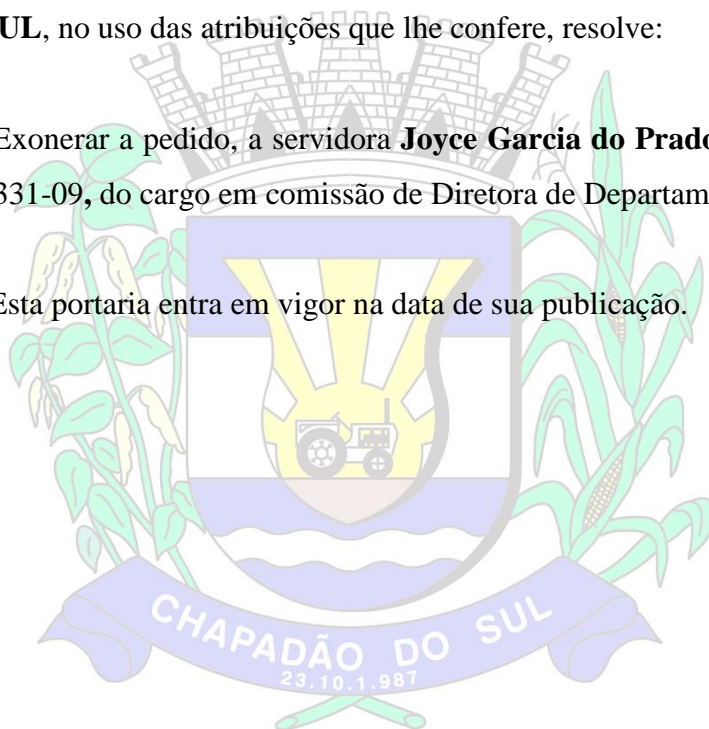 UL, no uso das atribuições que lhe confere, resolve:
Exonerar a pedido, a servidora Joyce Garcia do Prado
331-09, do cargo em comissão de Diretora de Departam
Esta portaria entra em vigor na data de sua publicação.
CHAPADÃO DO SUL
23.10.1.987